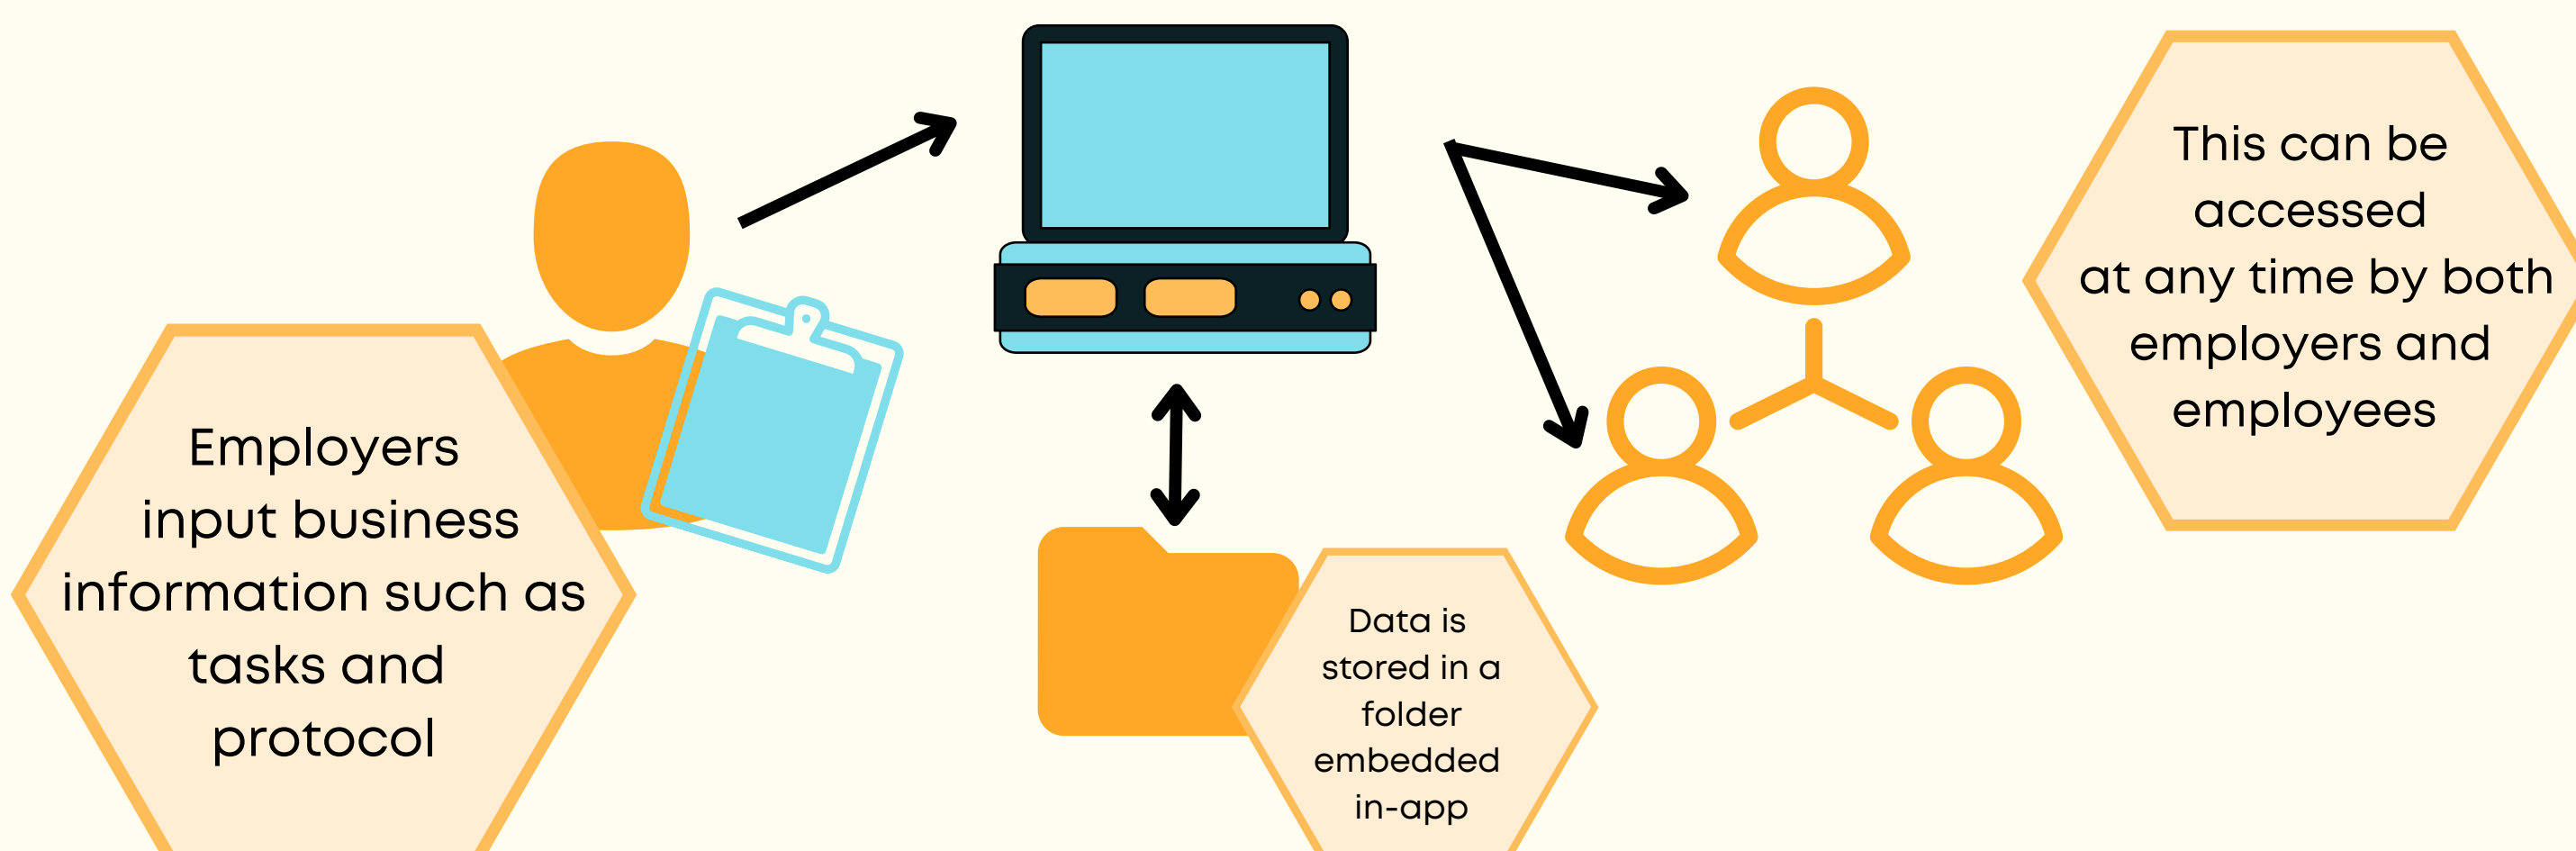 Employers
input business
information such as
tasks and
protocol
Data is
stored in a
folder
embedded
in-app
This can be
accessed
at any time by both
employers and
employees